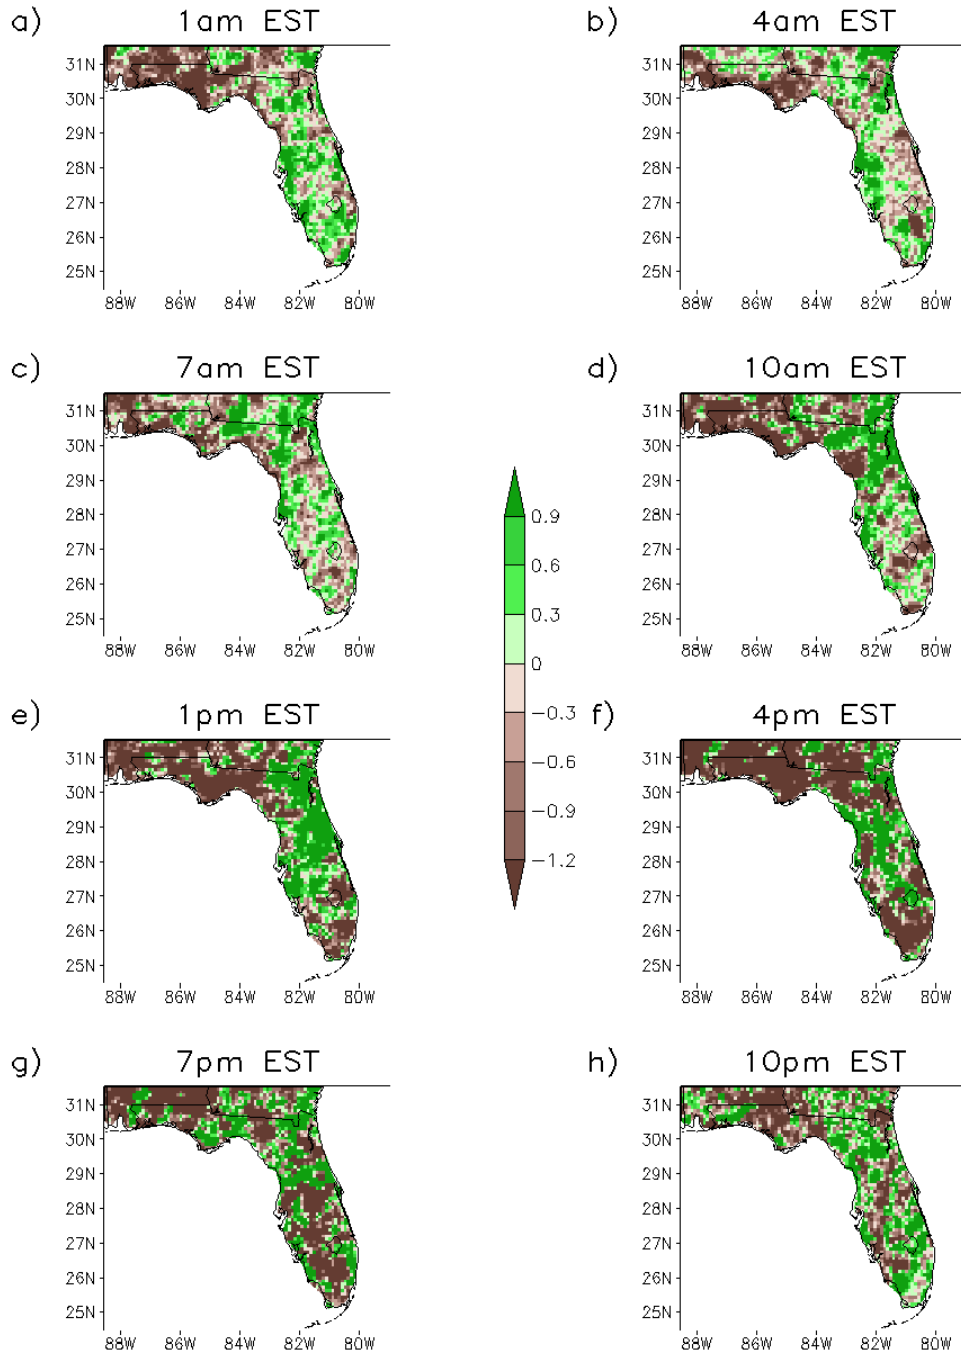 a) 1am EST
31N
30N
29N
28N
27N
26N
25N
88W 86W 84W 82W 80W
b) 4am EST
31N
30N
29N
28N
27N
26N
25N
88W 86W 84W 82W 80W
c) 7am EST
31N
30N
29N
28N
27N
26N
25N
88W 86W 84W 82W 80W
d) 10am EST
31N
30N
29N
28N
27N
26N
25N
88W 86W 84W 82W 80W
0.9
0.6
0.3
0
-0.3
-0.6
-0.9
-1.2
e) 1pm EST
31N
30N
29N
28N
27N
26N
25N
88W 86W 84W 82W 80W
f) 4pm EST
31N
30N
29N
28N
27N
26N
25N
88W 86W 84W 82W 80W
g) 7pm EST
31N
30N
29N
28N
27N
26N
25N
88W 86W 84W 82W 80W
h) 10pm EST
31N
30N
29N
28N
27N
26N
25N
88W 86W 84W 82W 80W